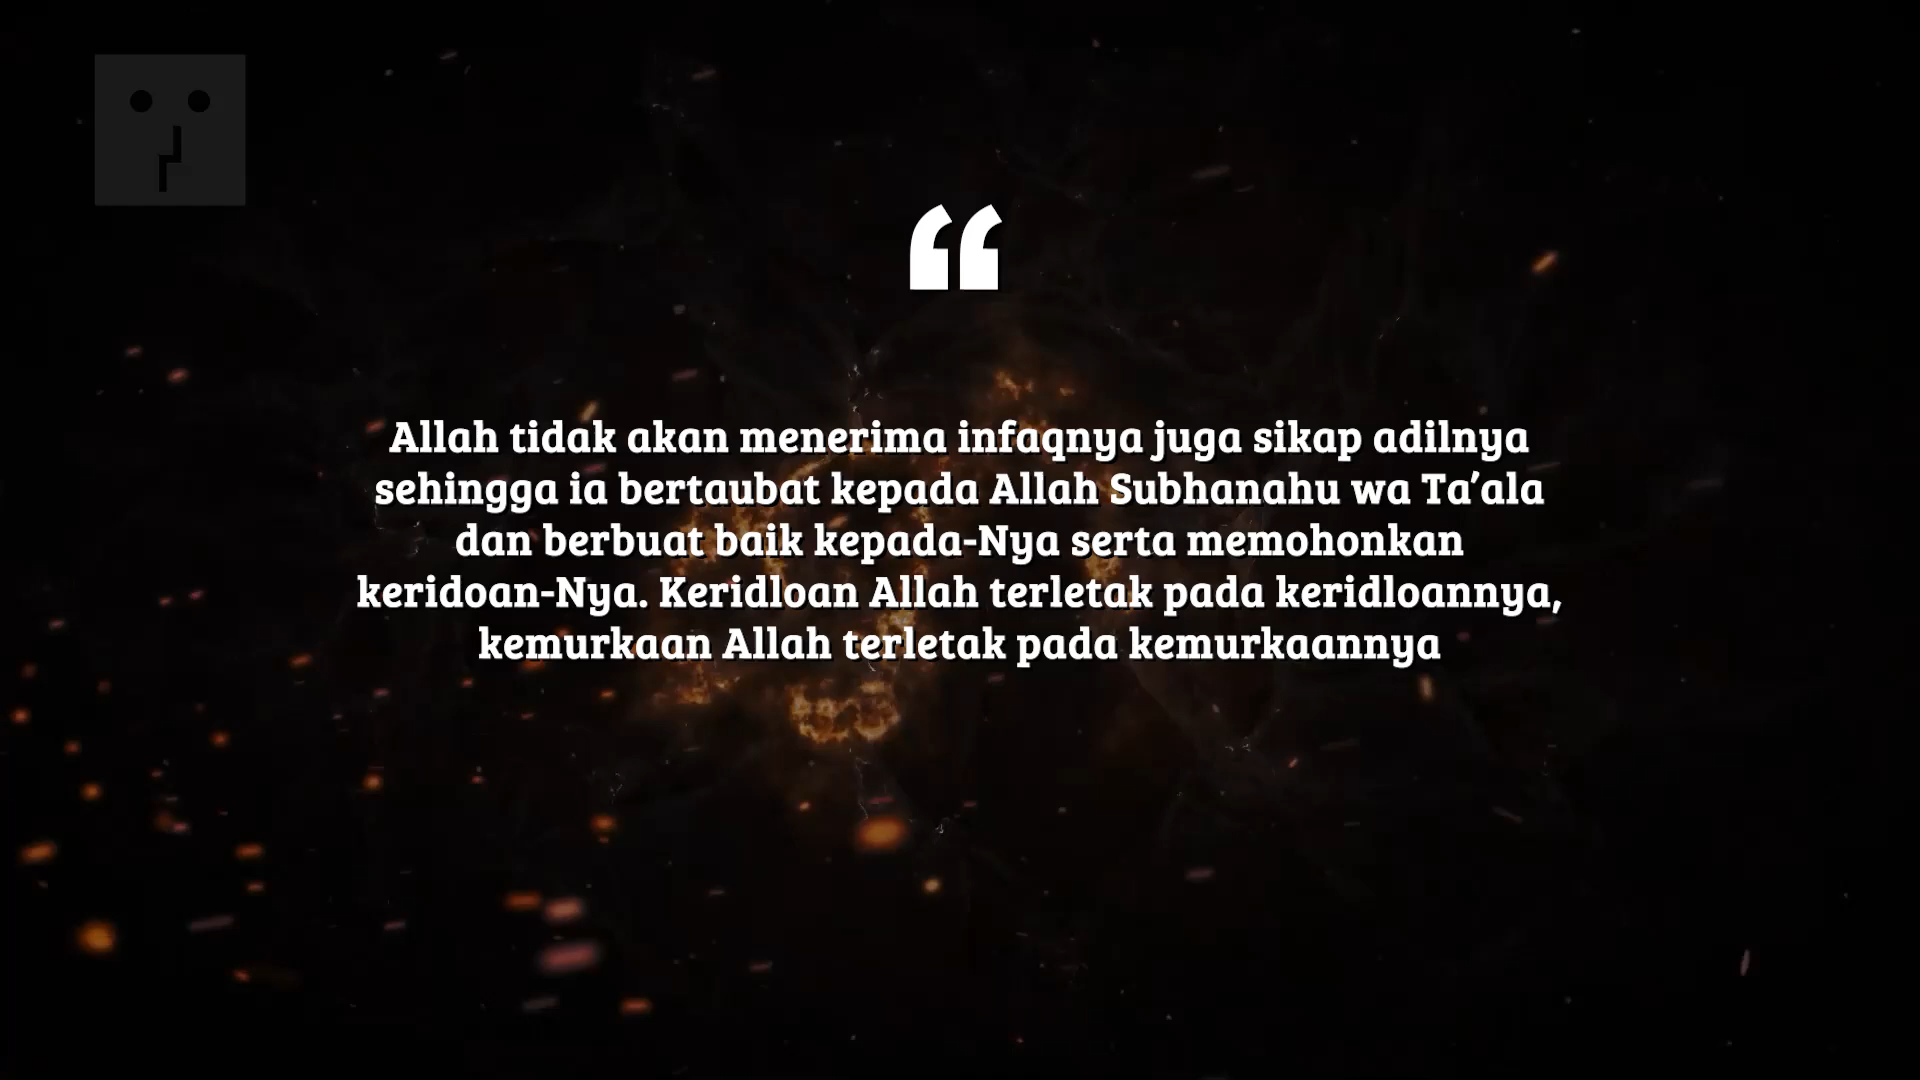 “
Allah tidak akan menerima infaqnya juga sikap adilnya
sehingga ia bertaubat kepada Allah Subhanahu wa Ta’ala
dan berbuat baik kepada-Nya serta memohonkan
keridoan-Nya. Keridloan Allah terletak pada keridloannya,
kemurkaan Allah terletak pada kemurkaannya